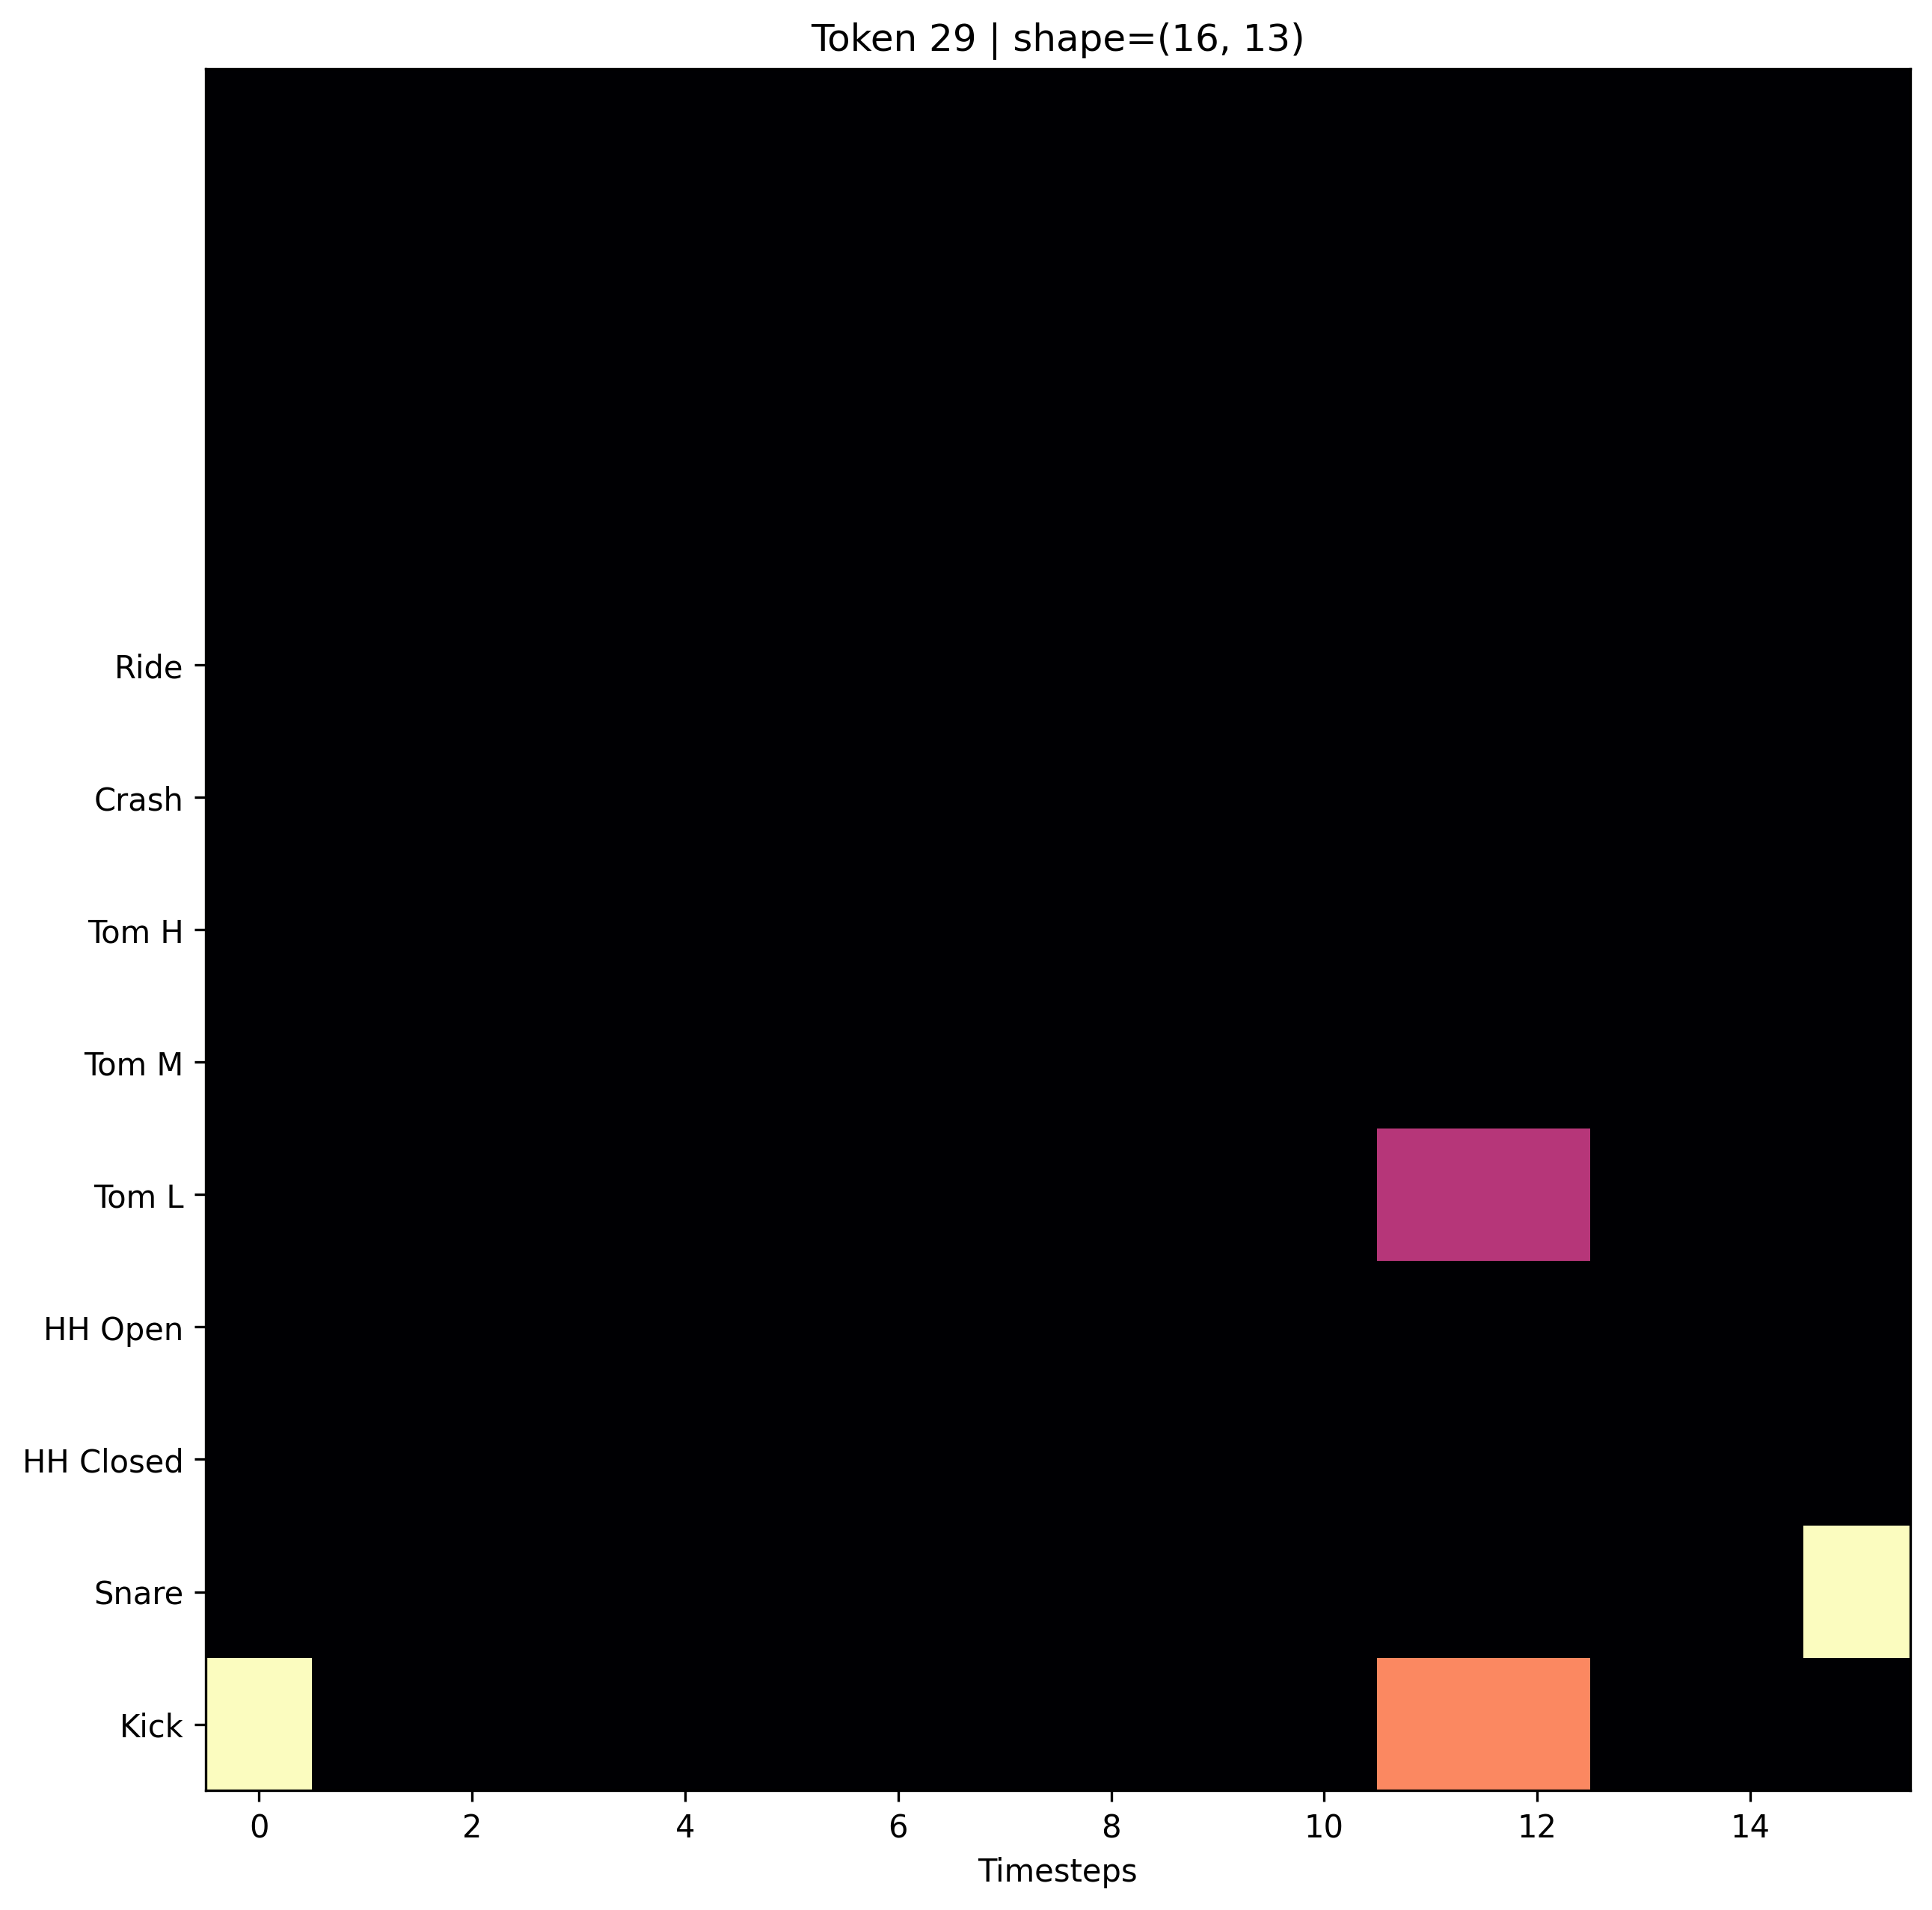 Token 29 | shape=(16, 13)
Ride
Crash
Tom H
Tom M
Tom L
HH Open
HH Closed
Snare
Kick
0 2 4 6 8 10 12 14
Timesteps